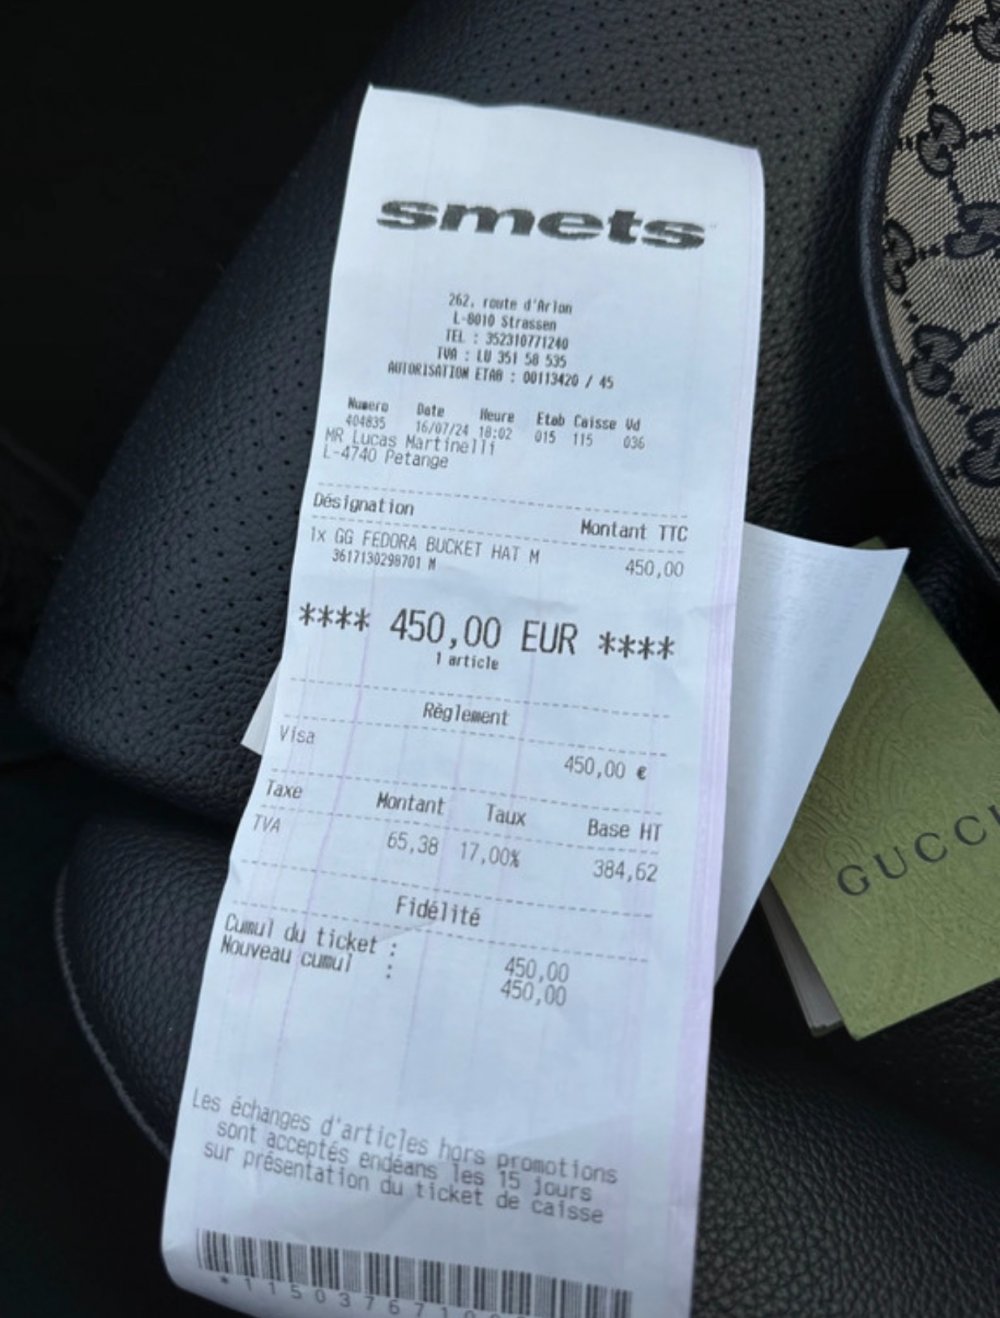 smets
262, route d'Arlon
L-8010 Strassen
TEL : 352310771240
TVA : LU 351 58 535
AUTORISATION ETAB : 00113420 / 45
Numero Date Heure Etab Caisse Vd
404835 16/07/24 18:02 015 115 036
MR Lucas Martinelli
L-4740 Petange
Désignation Montant TTC
1x GG FEDORA BUCKET HAT M 450,00
3617130298701 M
**** 450,00 EUR ****
1 article
Règlement
Visa 450,00 €
Taxe Montant Taux Base HT
TVA 65,38 17,00% 384,62
Fidélité
Cumul du ticket : 450,00
Nouveau cumul : 450,00
Les échanges d'articles hors promotions
sont acceptés endéans les 15 jours
sur présentation du ticket de caisse
GUCCI